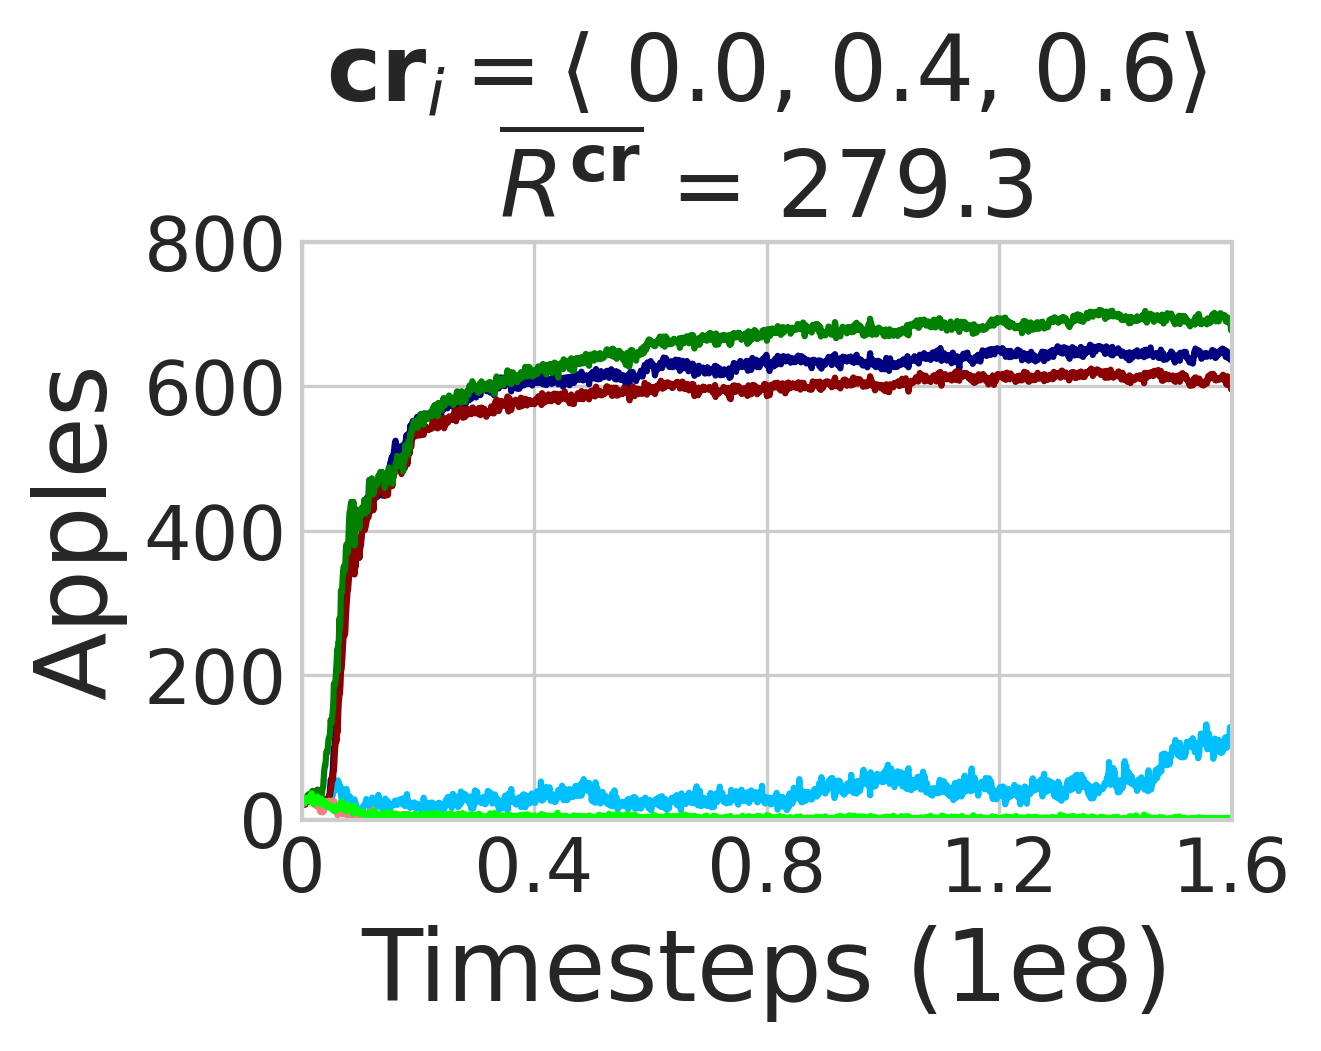 cr_i = ⟨ 0.0, 0.4, 0.6⟩
R^cr = 279.3
800
600
400
200
0
Apples
0 0.4 0.8 1.2 1.6
Timesteps (1e8)